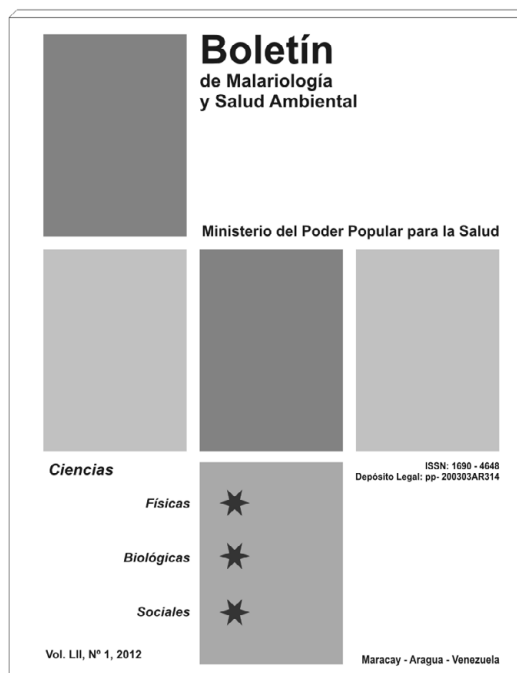 Boletín
de Malariología
y Salud Ambiental
Ministerio del Poder Popular para la Salud
Ciencias
ISSN: 1690 - 4648
Depósito Legal: pp- 200303AR314
Físicas
Biológicas
Sociales
Vol. LII, Nº 1, 2012
Maracay - Aragua - Venezuela